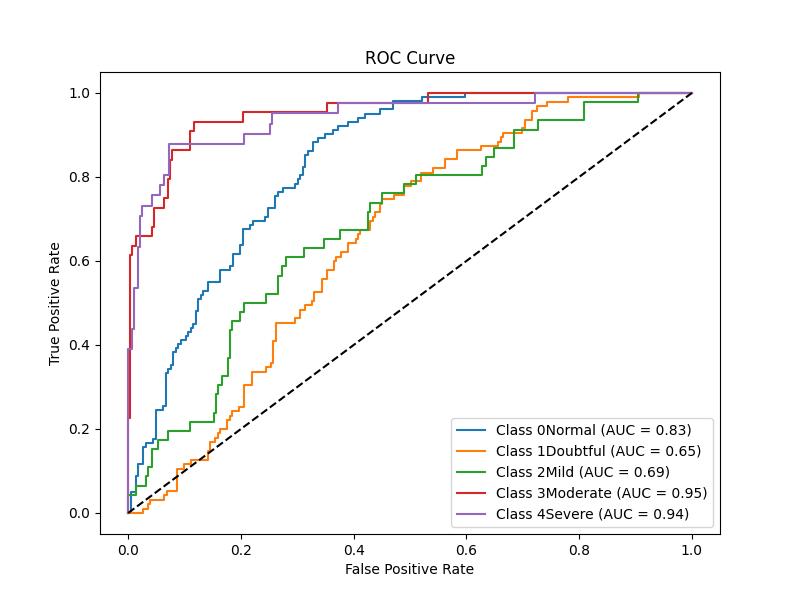 ROC Curve
True Positive Rate
1.0
0.8
0.6
0.4
0.2
0.0
Class 0Normal (AUC = 0.83)
Class 1Doubtful (AUC = 0.65)
Class 2Mild (AUC = 0.69)
Class 3Moderate (AUC = 0.95)
Class 4Severe (AUC = 0.94)
0.0 0.2 0.4 0.6 0.8 1.0
False Positive Rate